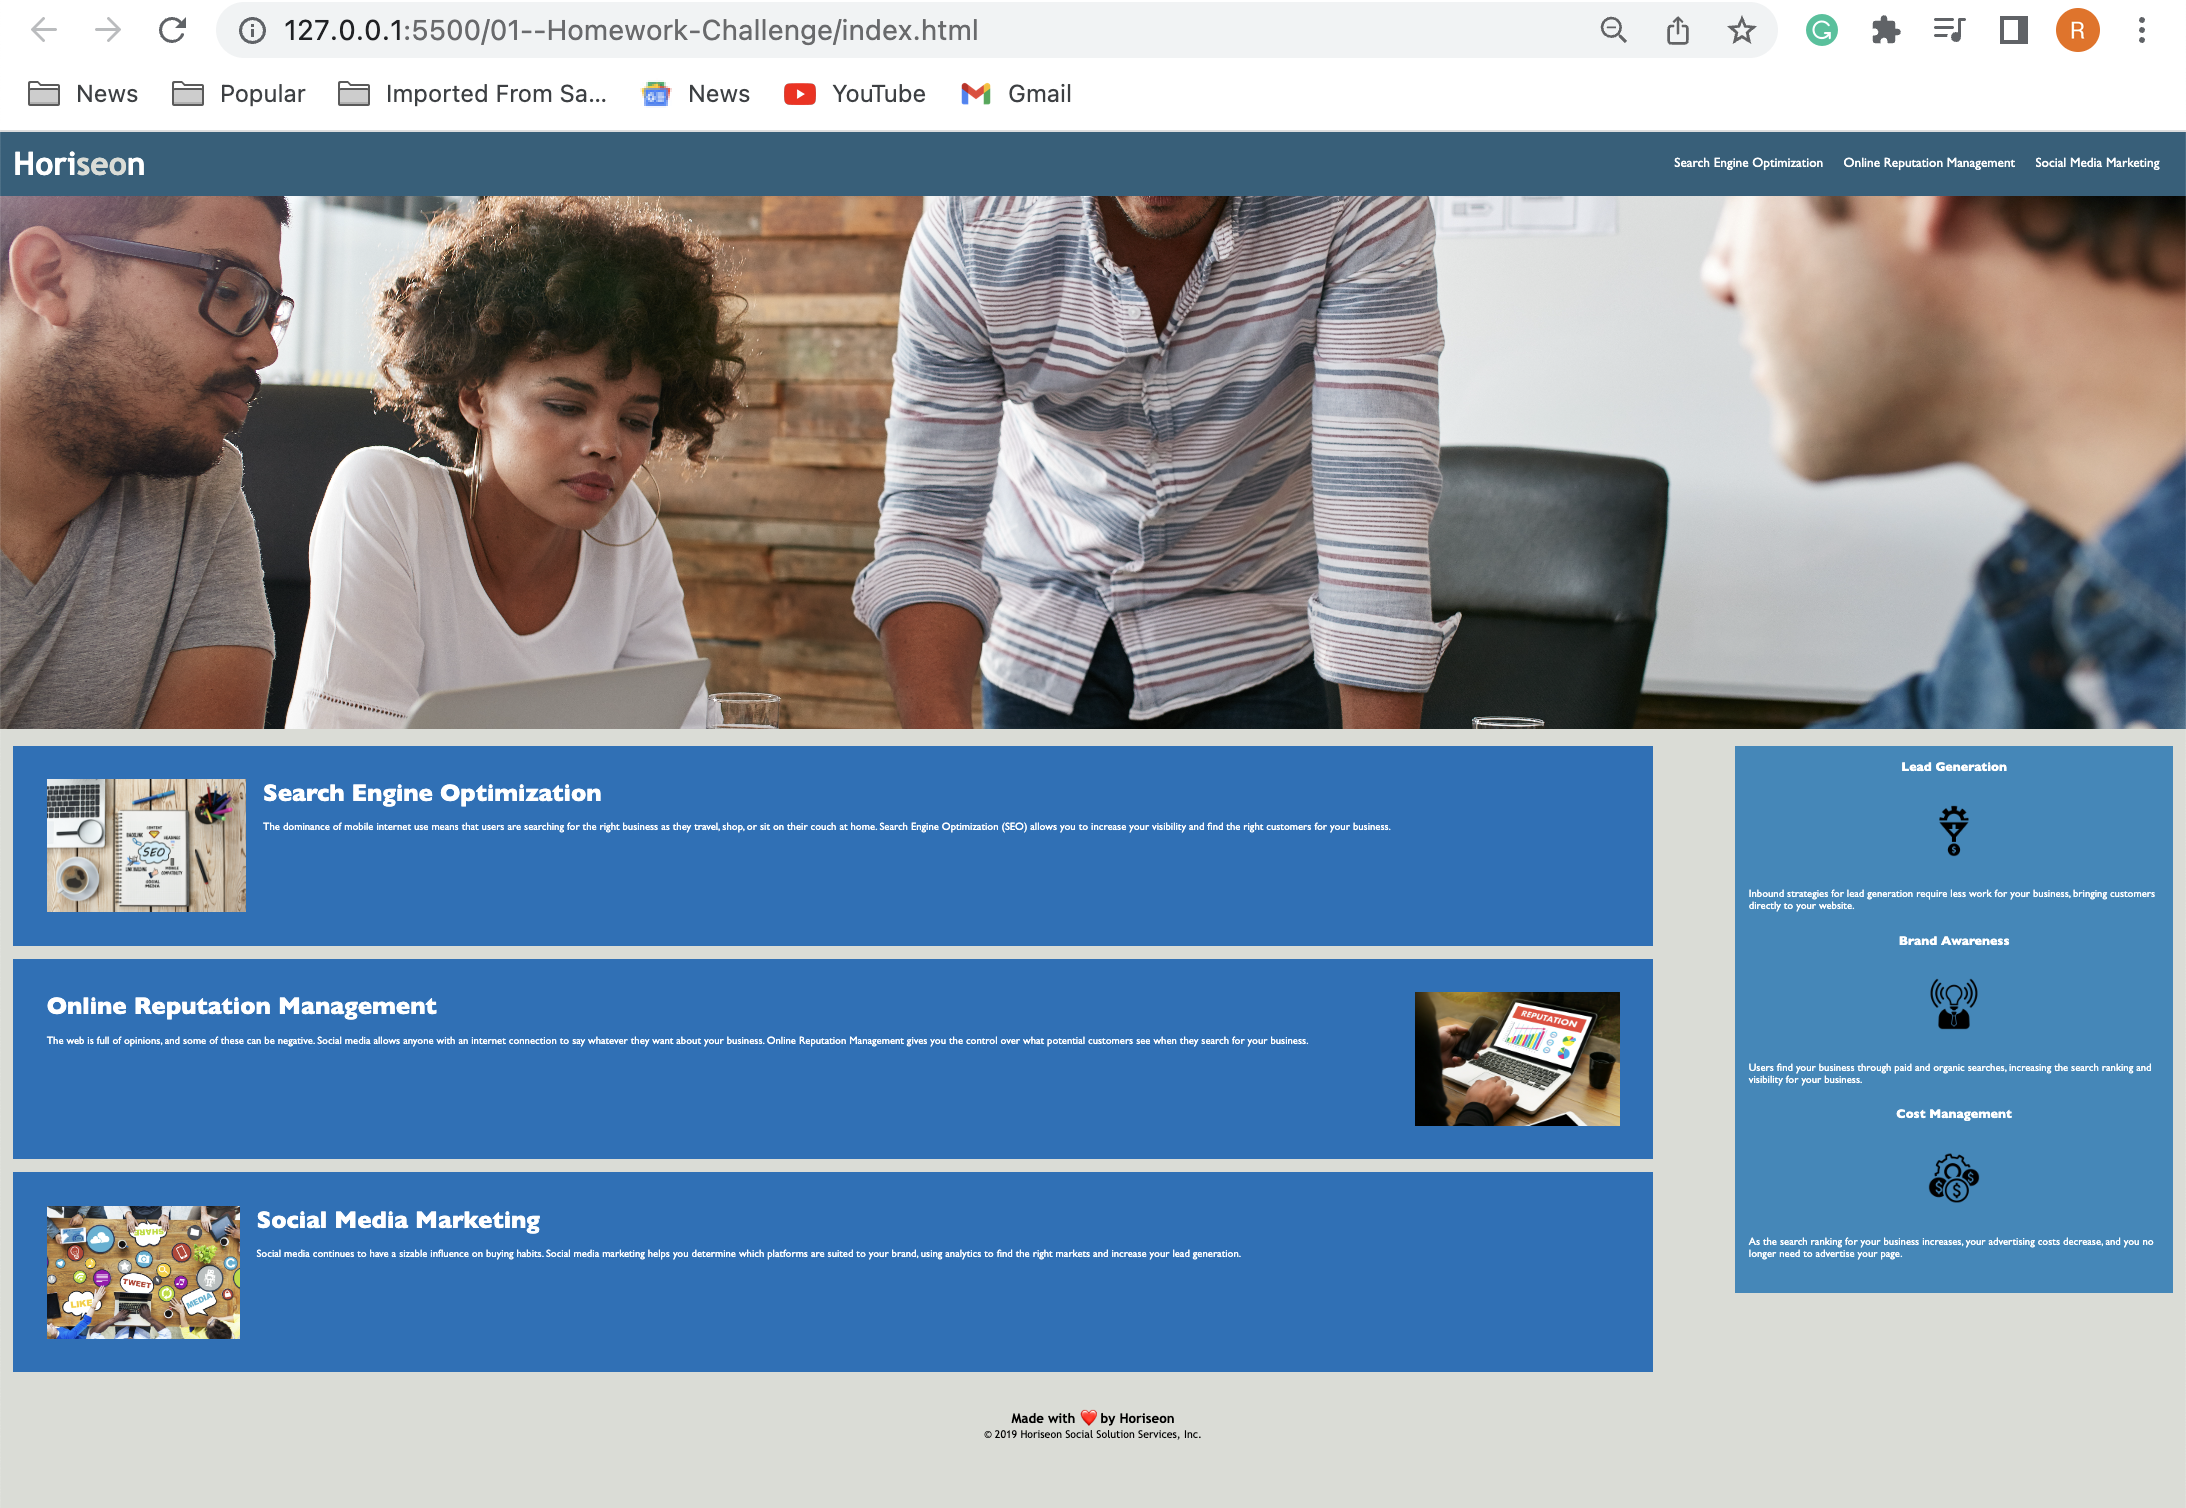 127.0.0.1:5500/01--Homework-Challenge/index.html
R
News Popular Imported From Sa... News YouTube Gmail
Horiseon
Search Engine Optimization Online Reputation Management Social Media Marketing
Search Engine Optimization
The dominance of mobile internet use means that users are searching for the right business as they travel, shop, or sit on their couch at home. Search Engine Optimization (SEO) allows you to increase your visibility and find the right customers for your business.
SEO
Online Reputation Management
The web is full of opinions, and some of these can be negative. Social media allows anyone with an internet connection to say whatever they want about your business. Online Reputation Management gives you the control over what potential customers see when they search for your business.
REPUTATION
Social Media Marketing
Social media continues to have a sizable influence on buying habits. Social media marketing helps you determine which platforms are suited to your brand, using analytics to find the right markets and increase your lead generation.
SHARE
TWEET
LIKE
MEDIA
Lead Generation
Inbound strategies for lead generation require less work for your business, bringing customers
directly to your website.
Brand Awareness
Users find your business through paid and organic searches, increasing the search ranking and
visibility for your business.
Cost Management
As the search ranking for your business increases, your advertising costs decrease, and you no
longer need to advertise your page.
Made with ❤️ by Horiseon
© 2019 Horiseon Social Solution Services, Inc.